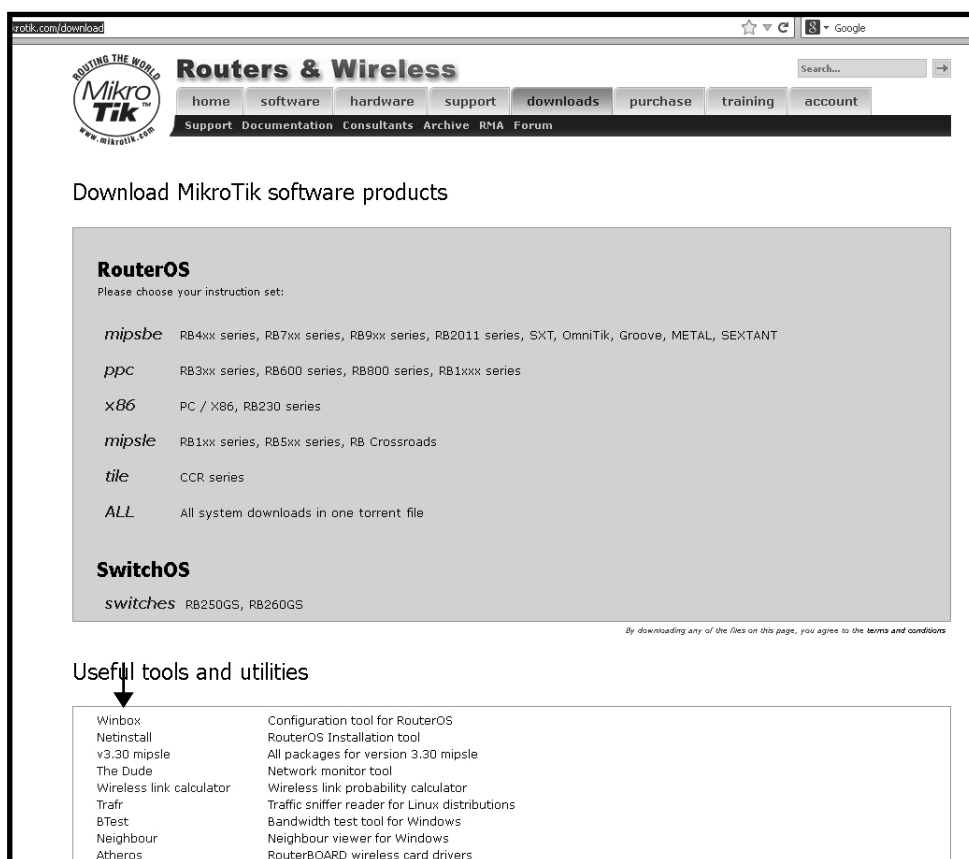 krotik.com/download
Google
ROUTING THE WORLD
Mikro
Tik™
www.mikrotik.com
Routers & Wireless
Search...
home software hardware support downloads purchase training account
Support Documentation Consultants Archive RMA Forum
Download MikroTik software products
RouterOS
Please choose your instruction set:
mipsbe RB4xx series, RB7xx series, RB9xx series, RB2011 series, SXT, OmniTik, Groove, METAL, SEXTANT
ppc RB3xx series, RB600 series, RB800 series, RB1xxx series
x86 PC / X86, RB230 series
mipsle RB1xx series, RB5xx series, RB Crossroads
tile CCR series
ALL All system downloads in one torrent file
SwitchOS
switches RB250GS, RB260GS
By downloading any of the files on this page, you agree to the terms and conditions
Useful tools and utilities
Winbox Configuration tool for RouterOS
Netinstall RouterOS Installation tool
v3.30 mipsle All packages for version 3.30 mipsle
The Dude Network monitor tool
Wireless link calculator Wireless link probability calculator
Trafr Traffic sniffer reader for Linux distributions
BTest Bandwidth test tool for Windows
Neighbour Neighbour viewer for Windows
Atheros RouterBOARD wireless card drivers